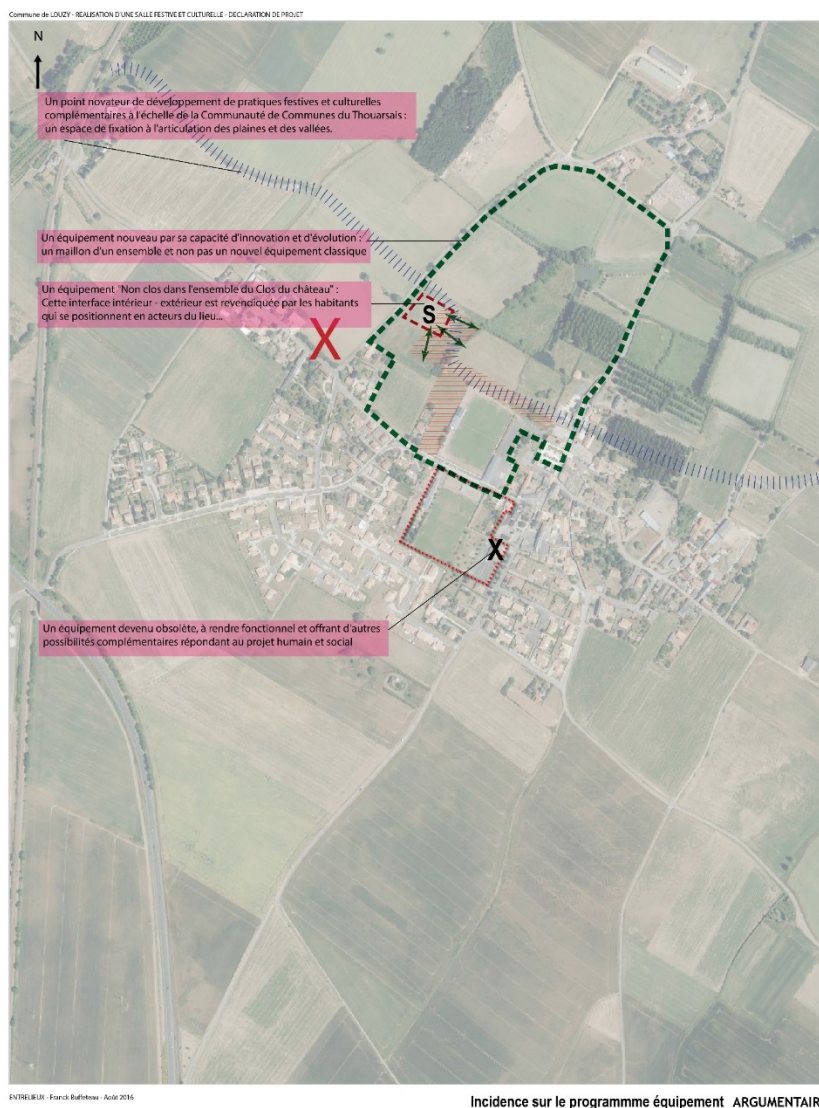 Commune de LOUZY - REALISATION D'UNE SALLE FESTIVE ET CULTURELLE - DECLARATION DE PROJET
N
Un point novateur de développement de pratiques festives et culturelles
complémentaires à l'échelle de la Communauté de Communes du Thouarsais :
un espace de fixation à l'articulation des plaines et des vallées.
Un équipement nouveau par sa capacité d'innovation et d'évolution :
un maillon d'un ensemble et non pas un nouvel équipement classique
Un équipement "Non clos dans l'ensemble du Clos du château" :
Cette interface intérieur - extérieur est revendiquée par les habitants
qui se positionnent en acteurs du lieu...
S
X
X
Un équipement devenu obsolète, à rendre fonctionnel et offrant d'autres
possibilités complémentaires répondant au projet humain et social
ENTRELIEUX - Franck Buffeteau - Août 2016
Incidence sur le programmme équipement ARGUMENTAIR